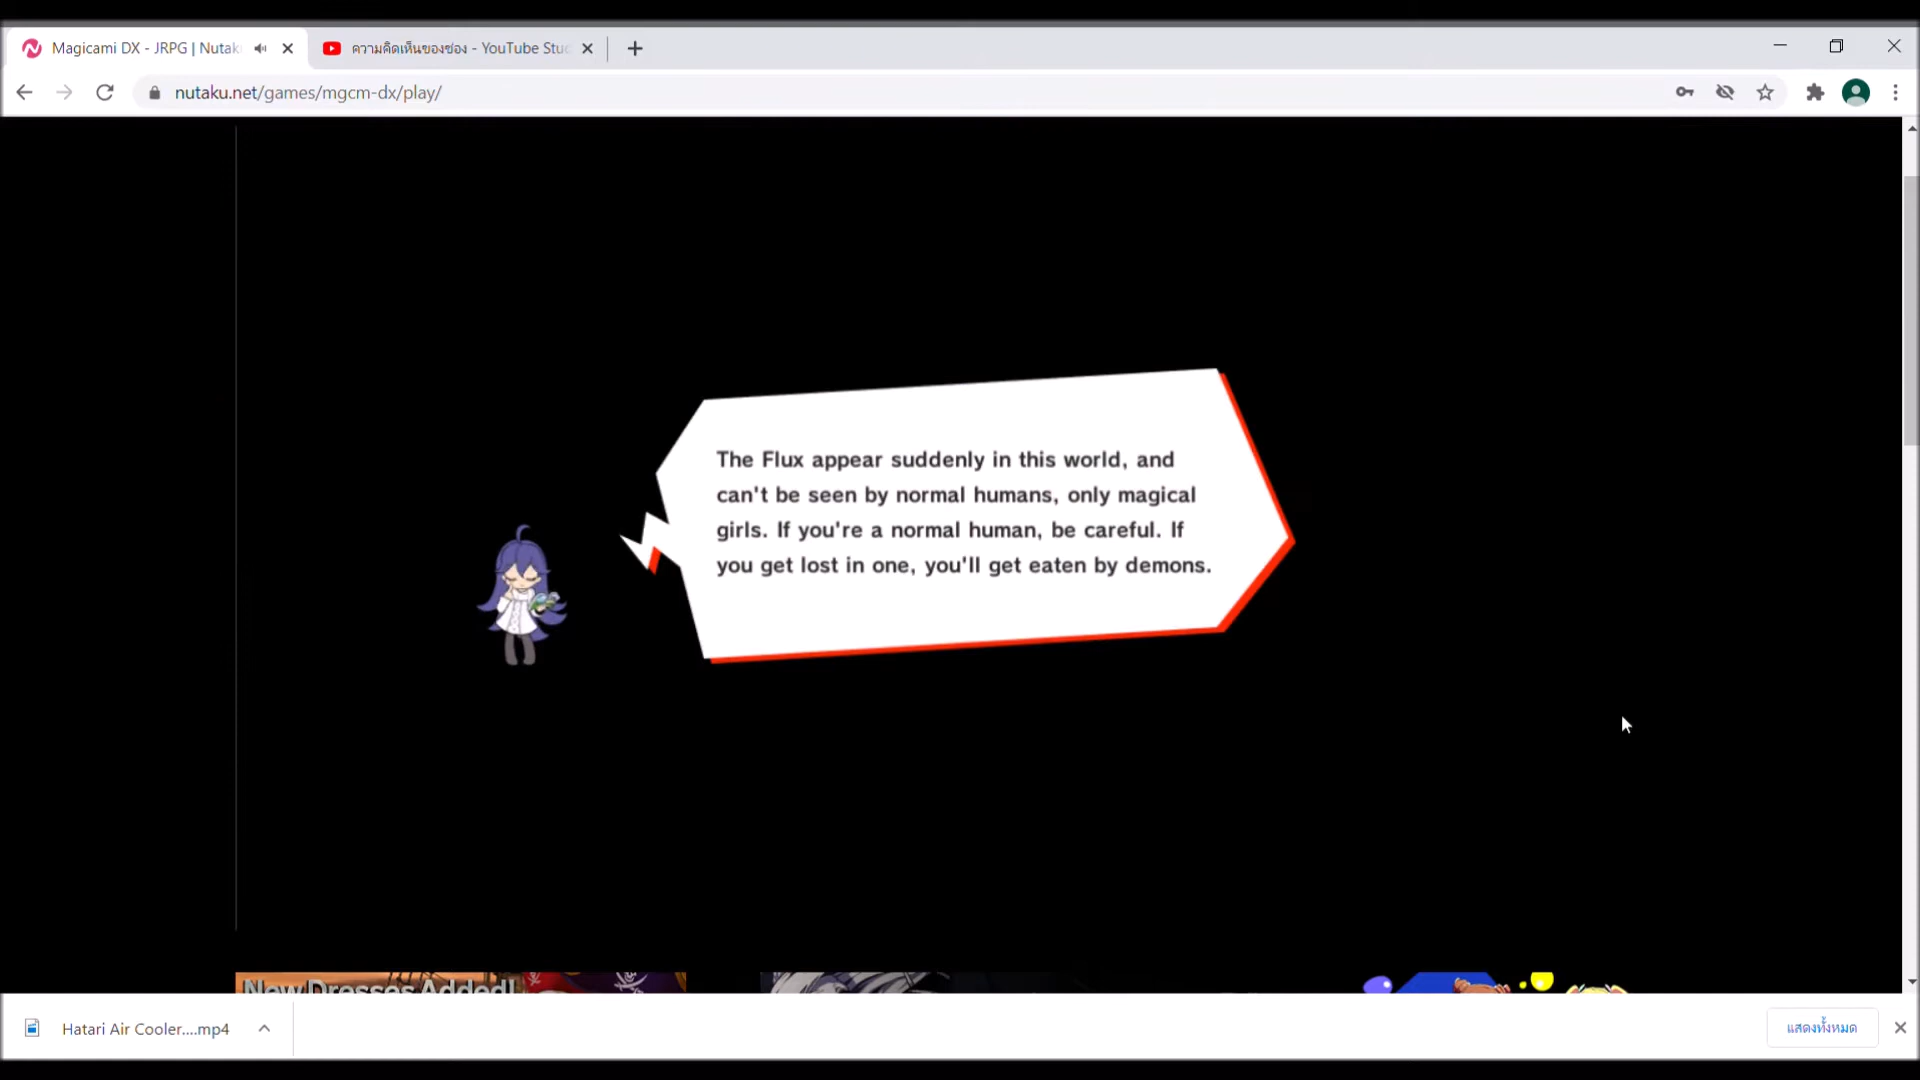 Magicami DX - JRPG | Nutak
ความคิดเห็นของช่อง - YouTube Stu
nutaku.net/games/mgcm-dx/play/
The Flux appear suddenly in this world, and
can't be seen by normal humans, only magical
girls. If you're a normal human, be careful. If
you get lost in one, you'll get eaten by demons.
New Dresses Added!
Hatari Air Cooler....mp4
แสดงทั้งหมด